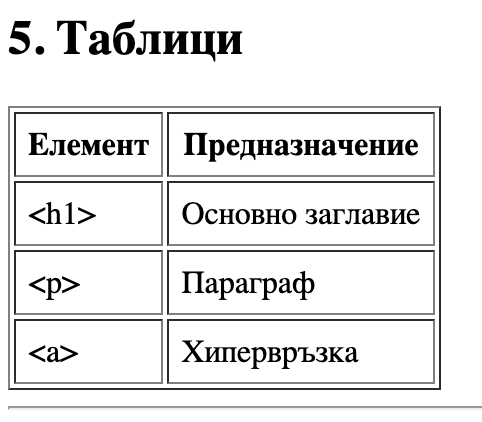 5. Таблици
Елемент Предназначение
<h1> Основно заглавие
<p> Параграф
<a> Хипервръзка